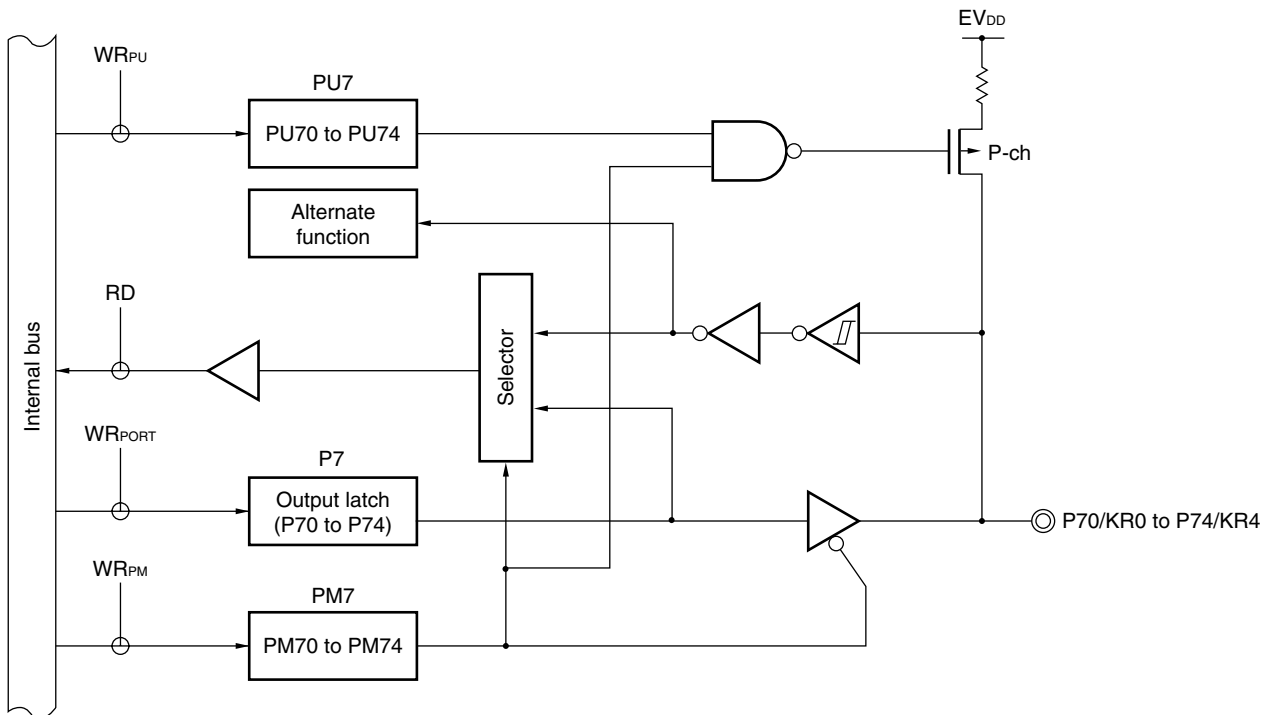 EVDD
WRPU
PU7
PU70 to PU74
P-ch
Alternate
function
RD
Selector
Internal bus
WRPORT
P7
Output latch
(P70 to P74)
P70/KR0 to P74/KR4
WRPM
PM7
PM70 to PM74